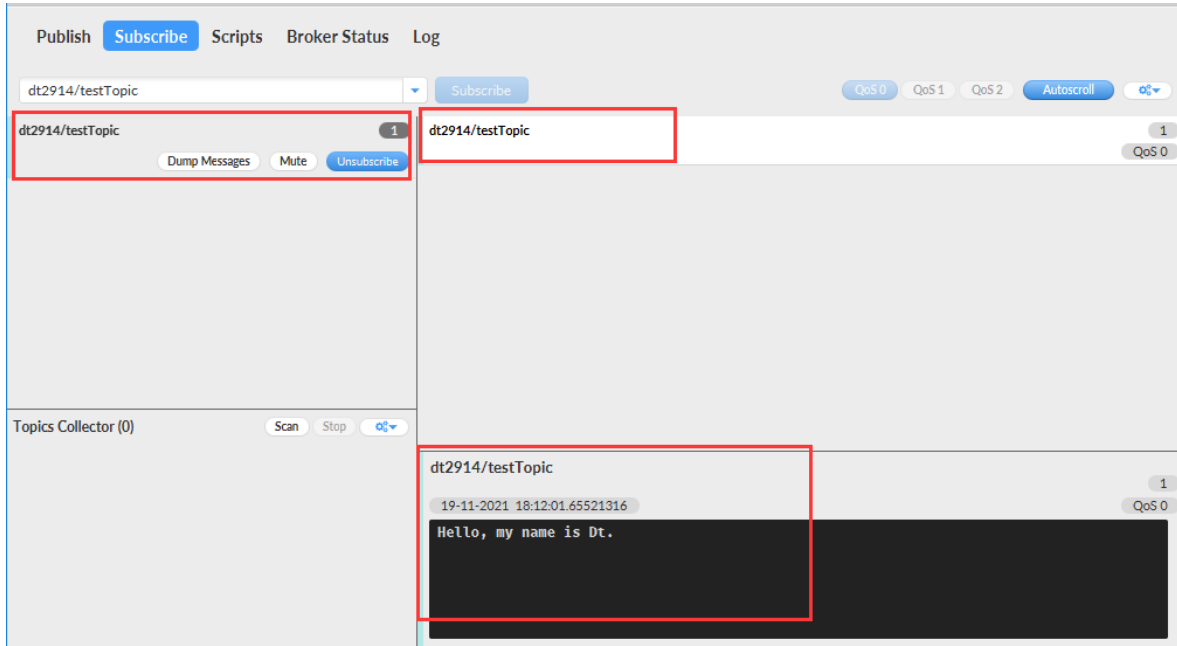 Publish Subscribe Scripts Broker Status Log
dt2914/testTopic Subscribe QoS 0 QoS 1 QoS 2 Autoscroll
dt2914/testTopic 1
Dump Messages Mute Unsubscribe
dt2914/testTopic 1
QoS 0
Topics Collector (0) Scan Stop
dt2914/testTopic
1
19-11-2021 18:12:01.65521316 QoS 0
Hello, my name is Dt.